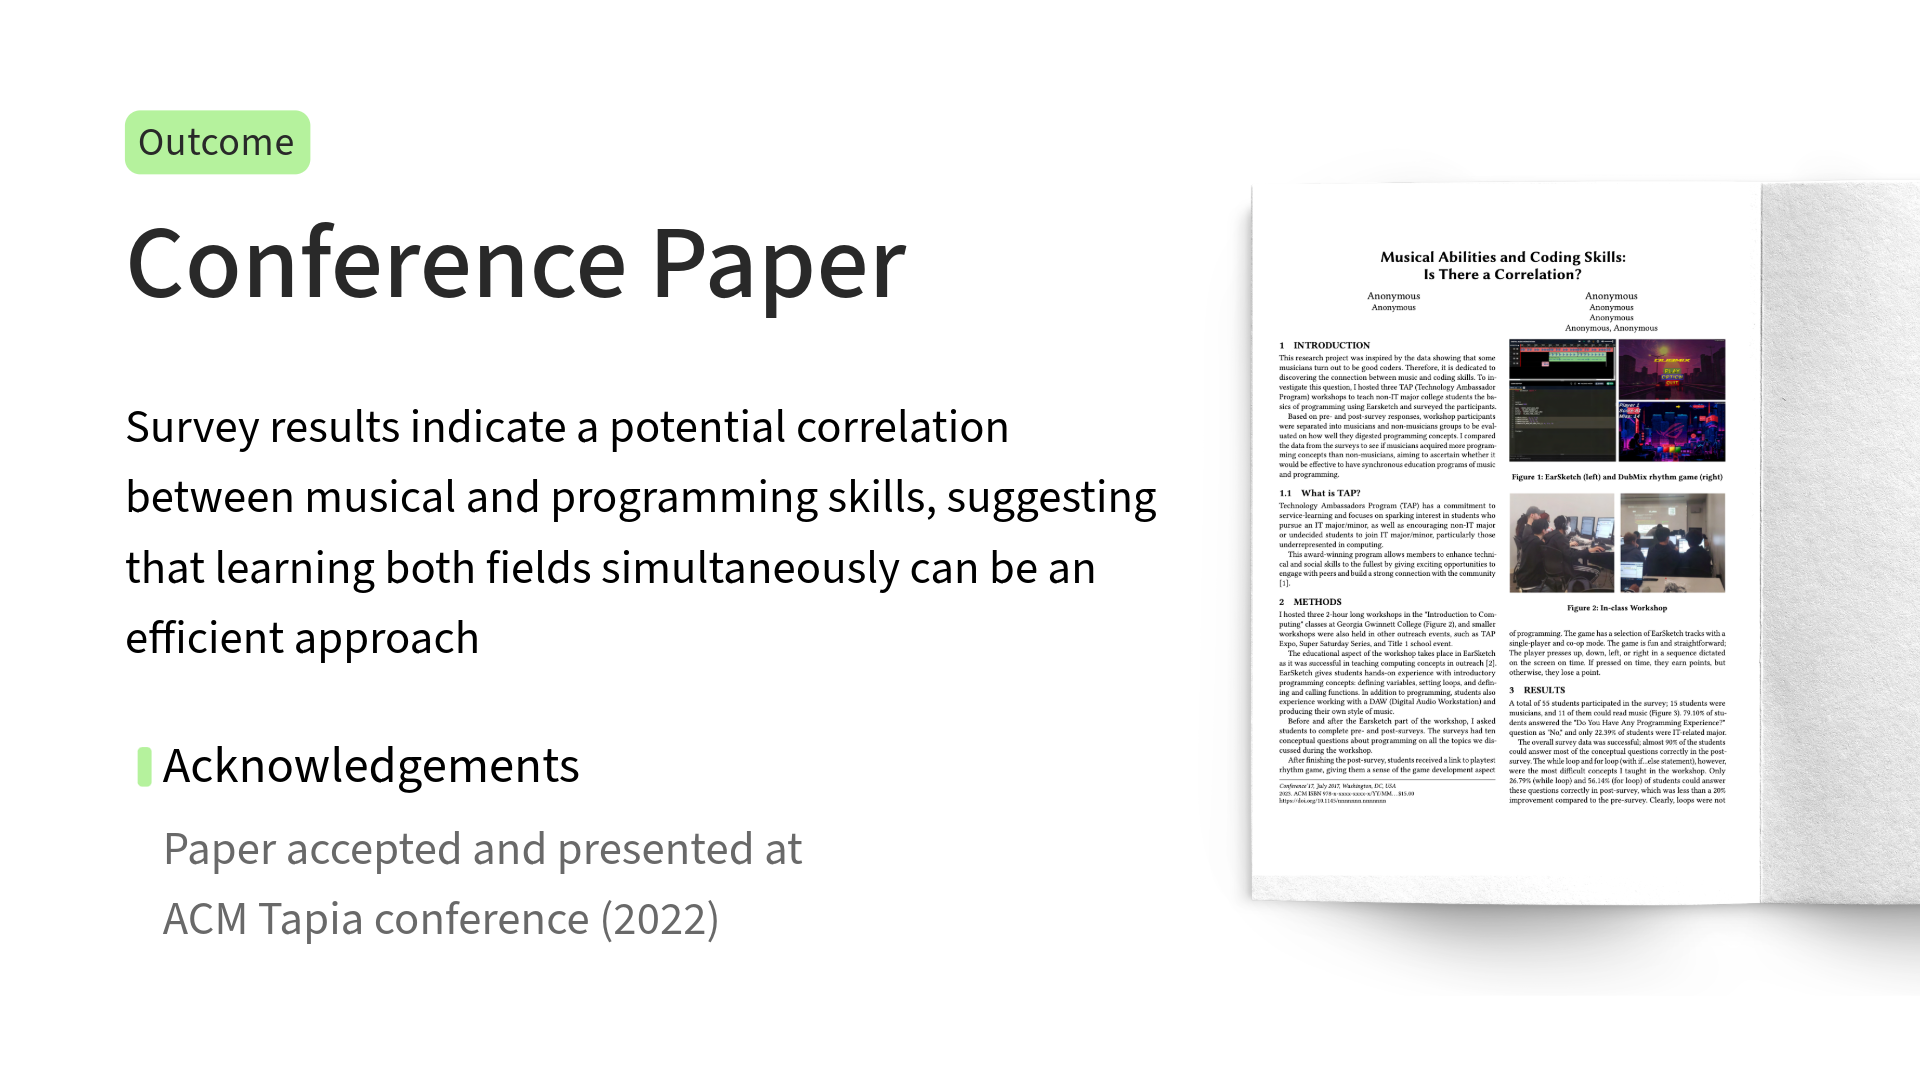 Outcome
Conference Paper
Survey results indicate a potential correlation
between musical and programming skills, suggesting
that learning both fields simultaneously can be an
efficient approach
Acknowledgements
Paper accepted and presented at
ACM Tapia conference (2022)
Musical Abilities and Coding Skills:
Is There a Correlation?
Anonymous
Anonymous
Anonymous
Anonymous
Anonymous
Anonymous, Anonymous
1 INTRODUCTION
This research project was inspired by the data showing that some
musicians turn out to be good coders. Therefore, it is dedicated to
discovering the connection between music and coding skills. To in-
vestigate this question, I hosted three TAP (Technology Ambassador
Program) workshops to teach non-IT major college students the ba-
sics of programming using Earsketch and surveyed the participants.
Based on pre- and post-survey responses, workshop participants
were separated into musicians and non-musicians groups to be eval-
uated on how well they digested programming concepts. I compared
the data from the surveys to see if musicians acquired more program-
ming concepts than non-musicians, aiming to ascertain whether it
would be effective to have synchronous education programs of music
and programming.
1.1 What is TAP?
Technology Ambassadors Program (TAP) has a commitment to
service-learning and focuses on sparking interest in students who
pursue an IT major/minor, as well as encouraging non-IT major
or undecided students to join IT major/minor, particularly those
underrepresented in computing.
This award-winning program allows members to enhance techni-
cal and social skills to the fullest by giving exciting opportunities to
engage with peers and build a strong connection with the community
[1].
2 METHODS
I hosted three 2-hour long workshops in the "Introduction to Com-
puting" classes at Georgia Gwinnett College (Figure 2), and smaller
workshops were also held in other outreach events, such as TAP
Expo, Super Saturday Series, and Title 1 school event.
The educational aspect of the workshop takes place in EarSketch
as it was successful in teaching computing concepts in outreach [2].
EarSketch gives students hands-on experience with introductory
programming concepts: defining variables, setting loops, and defin-
ing and calling functions. In addition to programming, students also
experience working with a DAW (Digital Audio Workstation) and
producing their own style of music.
Before and after the Earsketch part of the workshop, I asked
students to complete pre- and post-surveys. The surveys had ten
conceptual questions about programming on all the topics we dis-
cussed during the workshop.
After finishing the post-survey, students received a link to playtest
rhythm game, giving them a sense of the game development aspect
Conference'17, July 2017, Washington, DC, USA
2023. ACM ISBN 978-x-xxxx-xxxx-x/YY/MM...$15.00
https://doi.org/10.1145/nnnnnnn.nnnnnnn
DUBMIX
PLAY
OPTION
QUIT
Player 1
Figure 1: EarSketch (left) and DubMix rhythm game (right)
Figure 2: In-class Workshop
of programming. The game has a selection of EarSketch tracks with a
single-player and co-op mode. The game is fun and straightforward;
The player presses up, down, left, or right in a sequence dictated
on the screen on time. If pressed on time, they earn points, but
otherwise, they lose a point.
3 RESULTS
A total of 55 students participated in the survey; 15 students were
musicians, and 11 of them could read music (Figure 3). 79.10% of stu-
dents answered the "Do You Have Any Programming Experience?"
question as "No," and only 22.39% of students were IT-related major.
The overall survey data was successful; almost 90% of the students
could answer most of the conceptual questions correctly in the post-
survey. The while loop and for loop (with if...else statement), however,
were the most difficult concepts I taught in the workshop. Only
26.79% (while loop) and 56.14% (for loop) of students could answer
these questions correctly in post-survey, which was less than a 20%
improvement compared to the pre-survey. Clearly, loops were not